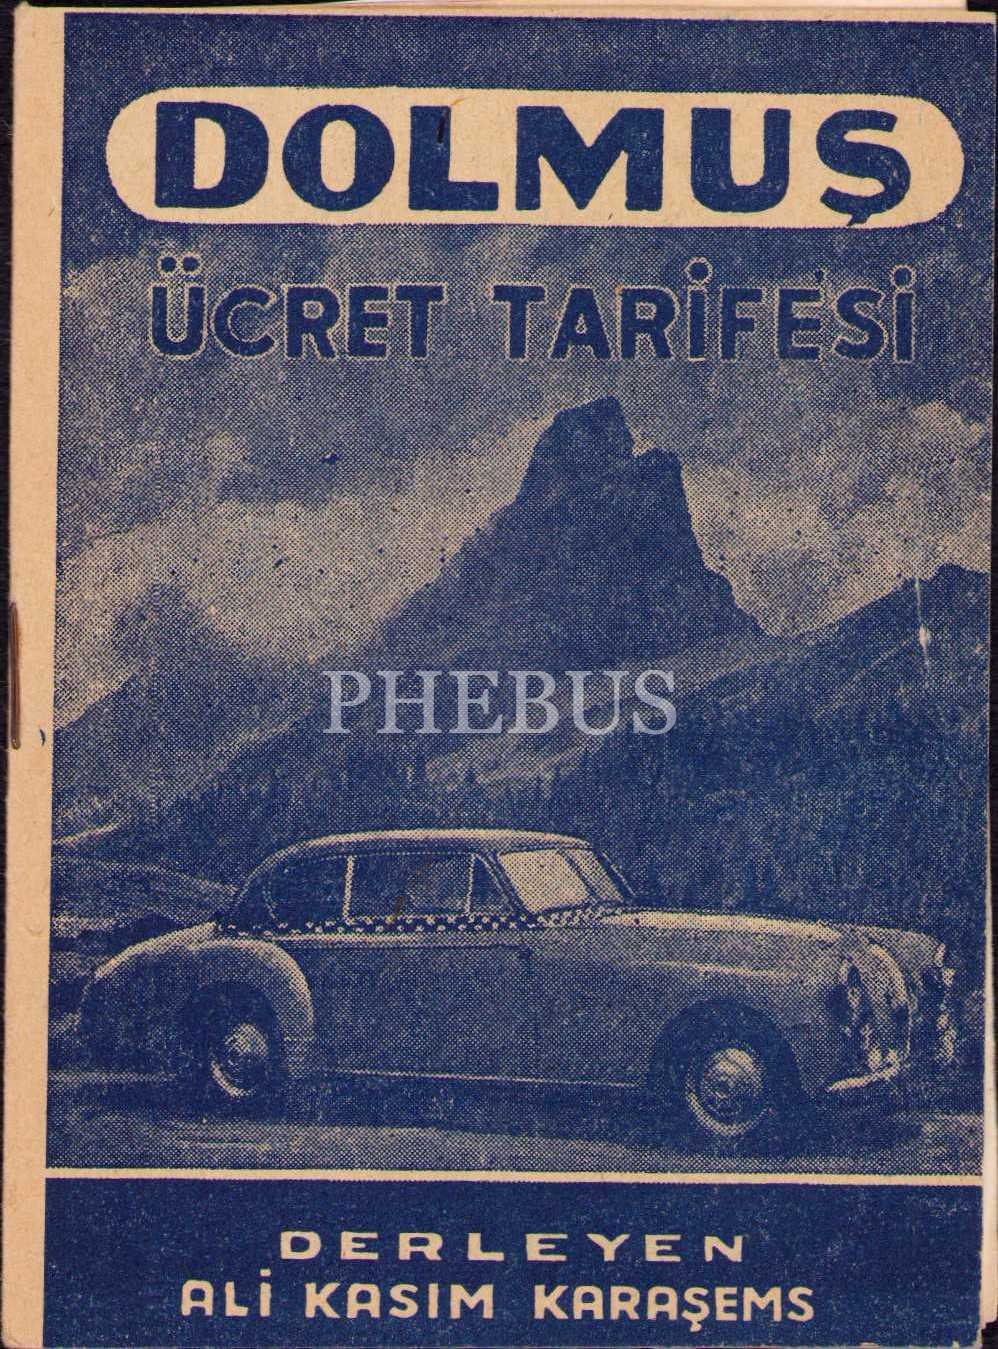 DOLMUŞ
ÜCRET TARİFESİ
PHEBUS
DERLEYEN
ALİ KASIM KARAŞEMS